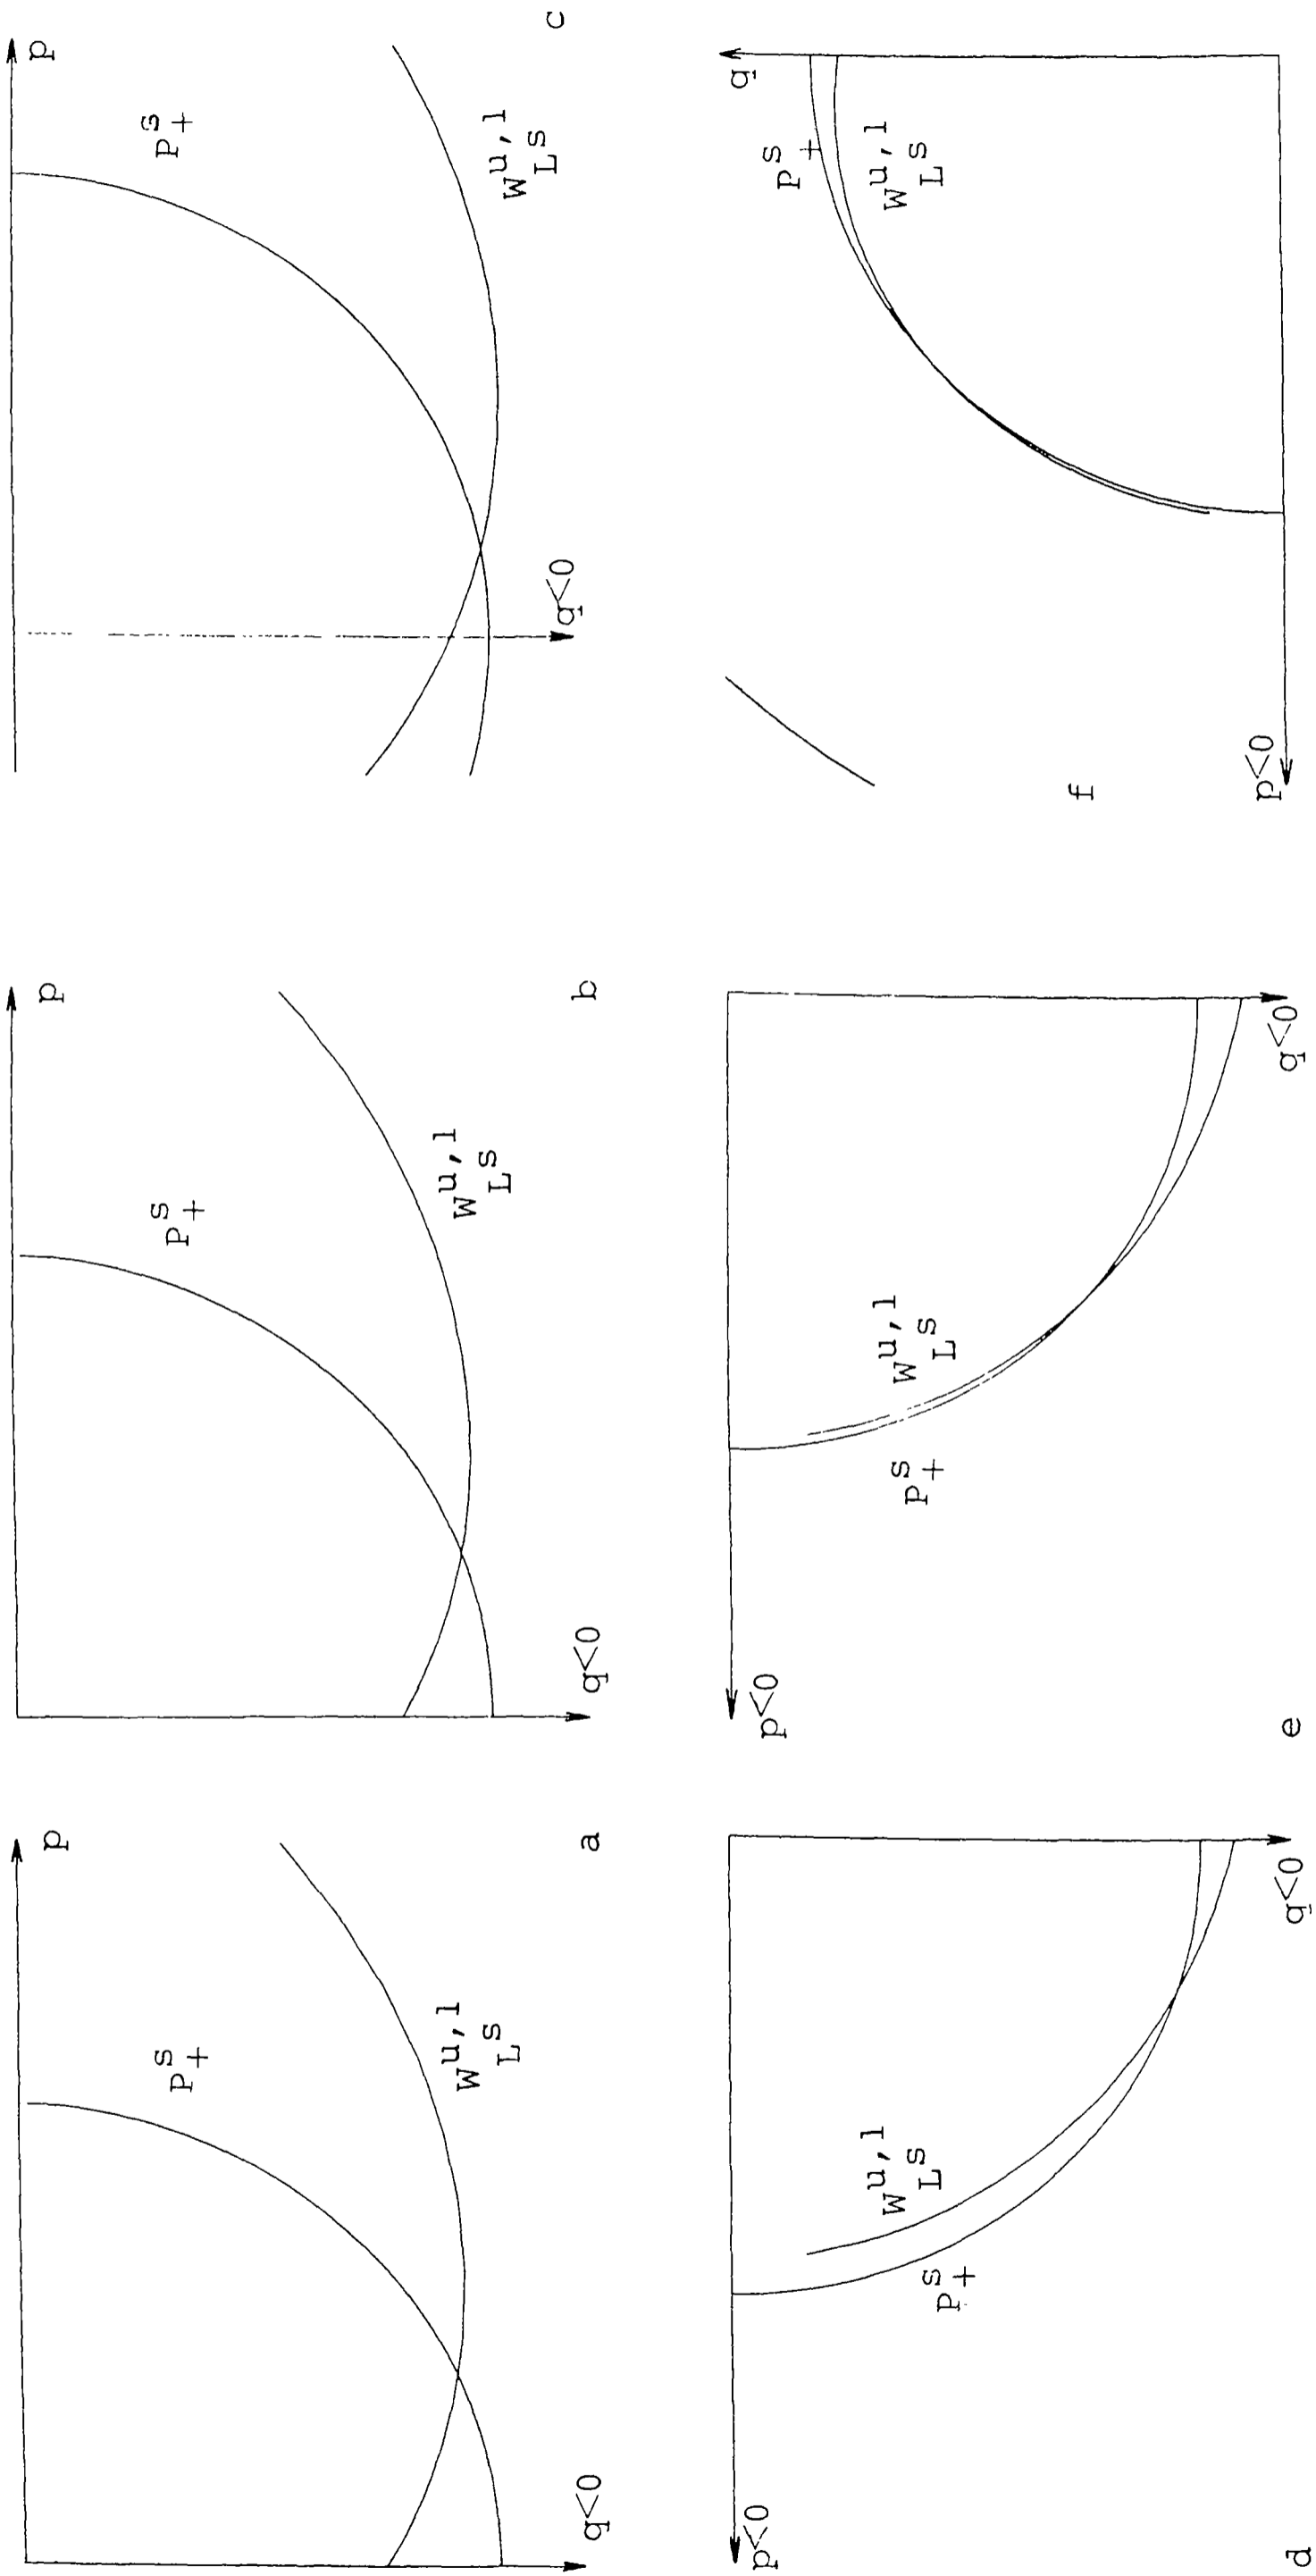 p
P^s_+
W^{u,1}_{L^s}
q<0
a
p
P^s_+
W^{u,1}_{L^s}
q<0
b
p
P^s_+
W^{u,1}_{L^s}
q<0
c
p<0
W^{u,1}_{L^s}
P^s_+
q<0
d
p<0
W^{u,1}_{L^s}
P^s_+
q<0
e
q
P^s_+
W^{u,1}_{L^s}
f
p<0